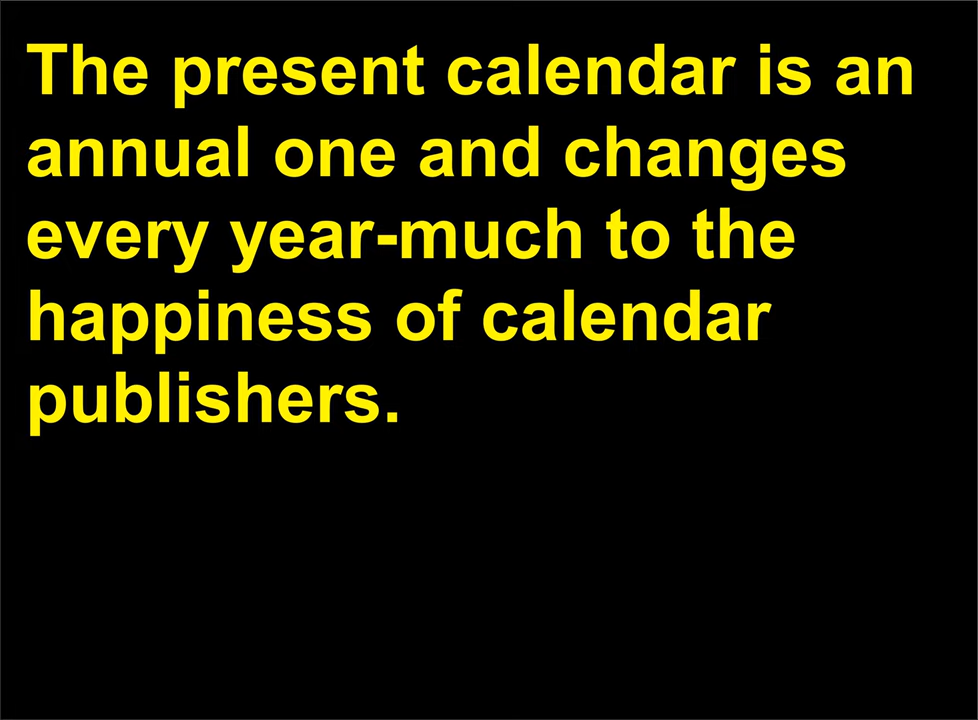 The present calendar is an
annual one and changes
every year-much to the
happiness of calendar
publishers.